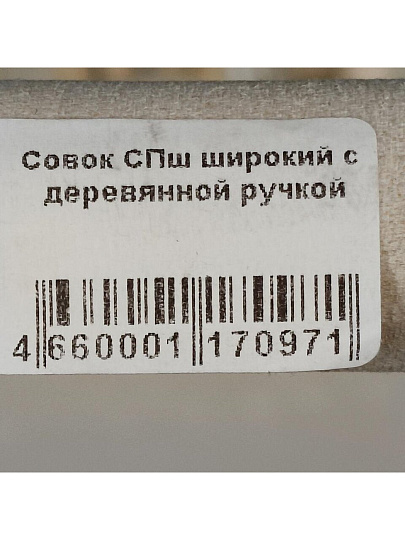 Совок СПш широкий с
деревянной ручкой
4 660001 170971